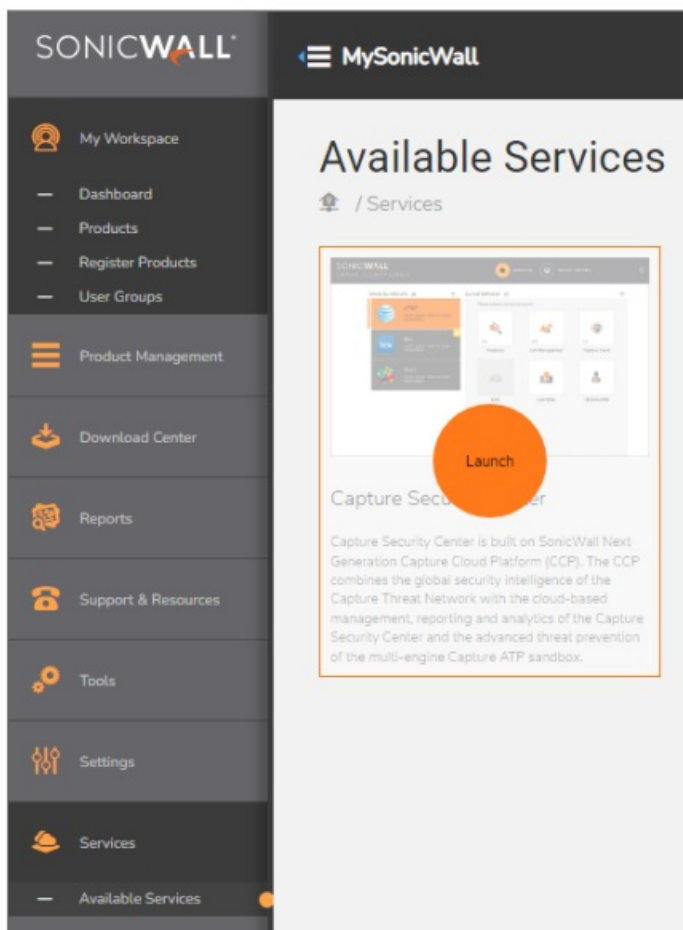 SONICWALL
MySonicWall
My Workspace
Dashboard
Products
Register Products
User Groups
Product Management
Download Center
Reports
Support & Resources
Tools
Settings
Services
Available Services
Available Services
/ Services
SONICWALL
Launch
Capture Secu er
Capture Security Center is built on SonicWall Next
Generation Capture Cloud Platform (CCP). The CCP
combines the global security intelligence of the
Capture Threat Network with the cloud-based
management, reporting and analytics of the Capture
Security Center and the advanced threat prevention
of the multi-engine Capture ATP sandbox.